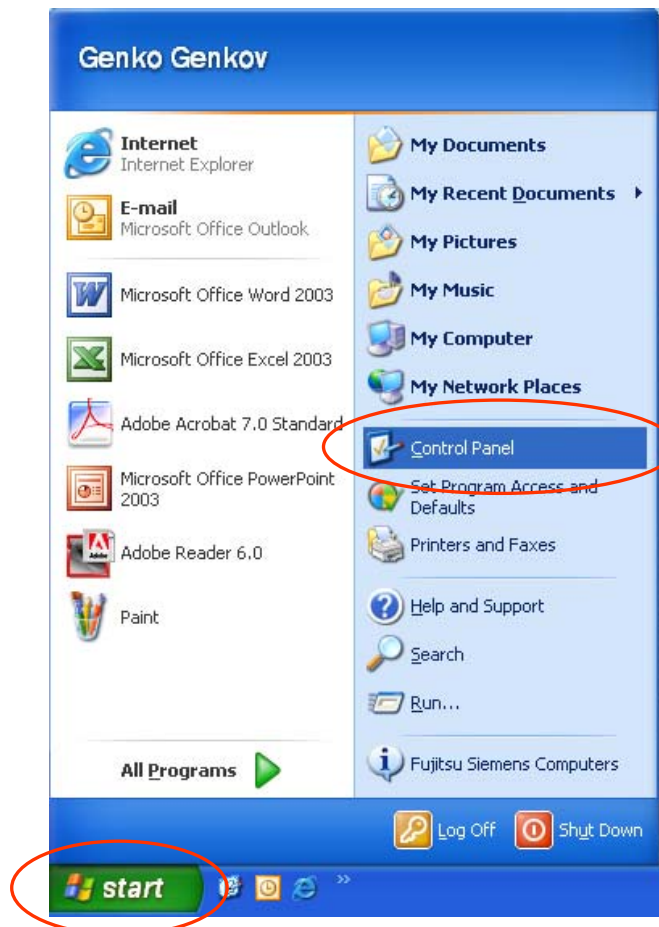 Genko Genkov
Internet
Internet Explorer
E-mail
Microsoft Office Outlook
Microsoft Office Word 2003
Microsoft Office Excel 2003
Adobe Acrobat 7.0 Standard
Microsoft Office PowerPoint
2003
Adobe Reader 6.0
Paint
All Programs
My Documents
My Recent Documents
My Pictures
My Music
My Computer
My Network Places
Control Panel
Set Program Access and
Defaults
Printers and Faxes
Help and Support
Search
Run...
Fujitsu Siemens Computers
Log Off
Shut Down
start